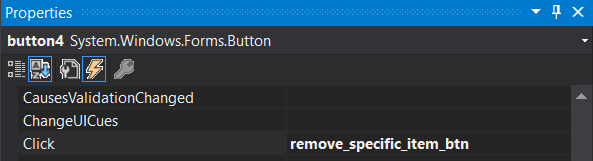 Properties
button4 System.Windows.Forms.Button
CausesValidationChanged
ChangeUICues
Click remove_specific_item_btn